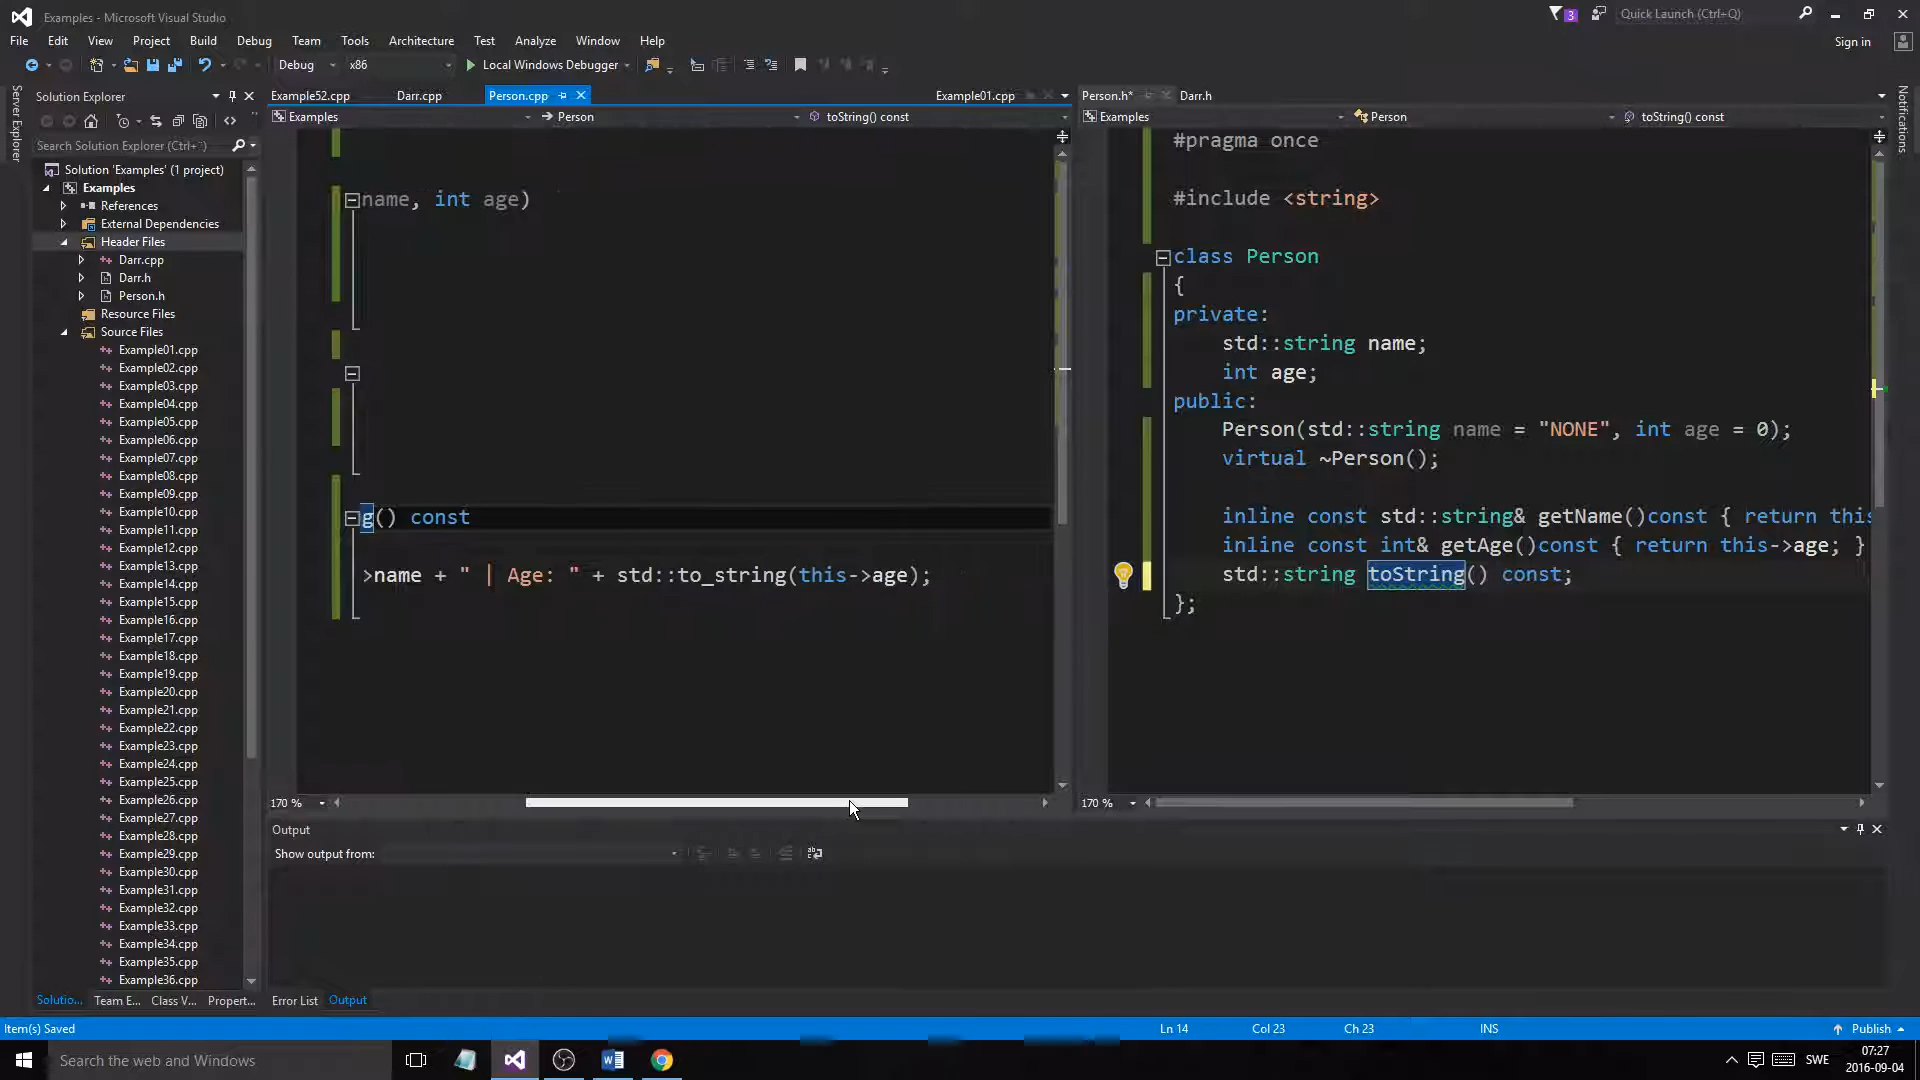 Examples - Microsoft Visual Studio
3
Quick Launch (Ctrl+Q)
File Edit View Project Build Debug Team Tools Architecture Test Analyze Window Help
Sign in
Debug x86 Local Windows Debugger
Server Explorer
Solution Explorer
Search Solution Explorer (Ctrl+
Solution 'Examples' (1 project)
Examples
References
External Dependencies
Header Files
Darr.cpp
Darr.h
Person.h
Resource Files
Source Files
Example01.cpp
Example02.cpp
Example03.cpp
Example04.cpp
Example05.cpp
Example06.cpp
Example07.cpp
Example08.cpp
Example09.cpp
Example10.cpp
Example11.cpp
Example12.cpp
Example13.cpp
Example14.cpp
Example15.cpp
Example16.cpp
Example17.cpp
Example18.cpp
Example19.cpp
Example20.cpp
Example21.cpp
Example22.cpp
Example23.cpp
Example24.cpp
Example25.cpp
Example26.cpp
Example27.cpp
Example28.cpp
Example29.cpp
Example30.cpp
Example31.cpp
Example32.cpp
Example33.cpp
Example34.cpp
Example35.cpp
Example36.cpp
Solutio... Team E... Class V... Propert...
Example52.cpp Darr.cpp Person.cpp Example01.cpp
Examples Person toString() const
name, int age)
g() const
>name + " | Age: " + std::to_string(this->age);
170 %
Person.h* Darr.h
Examples Person toString() const
#pragma once
#include <string>
class Person
{
private:
std::string name;
int age;
public:
Person(std::string name = "NONE", int age = 0);
virtual ~Person();
inline const std::string& getName()const { return this
inline const int& getAge()const { return this->age; }
std::string toString() const;
};
170 %
Notifications
Output
Show output from:
Error List Output
Item(s) Saved
Ln 14 Col 23 Ch 23 INS
Publish
Search the web and Windows
SWE
07:27
2016-09-04